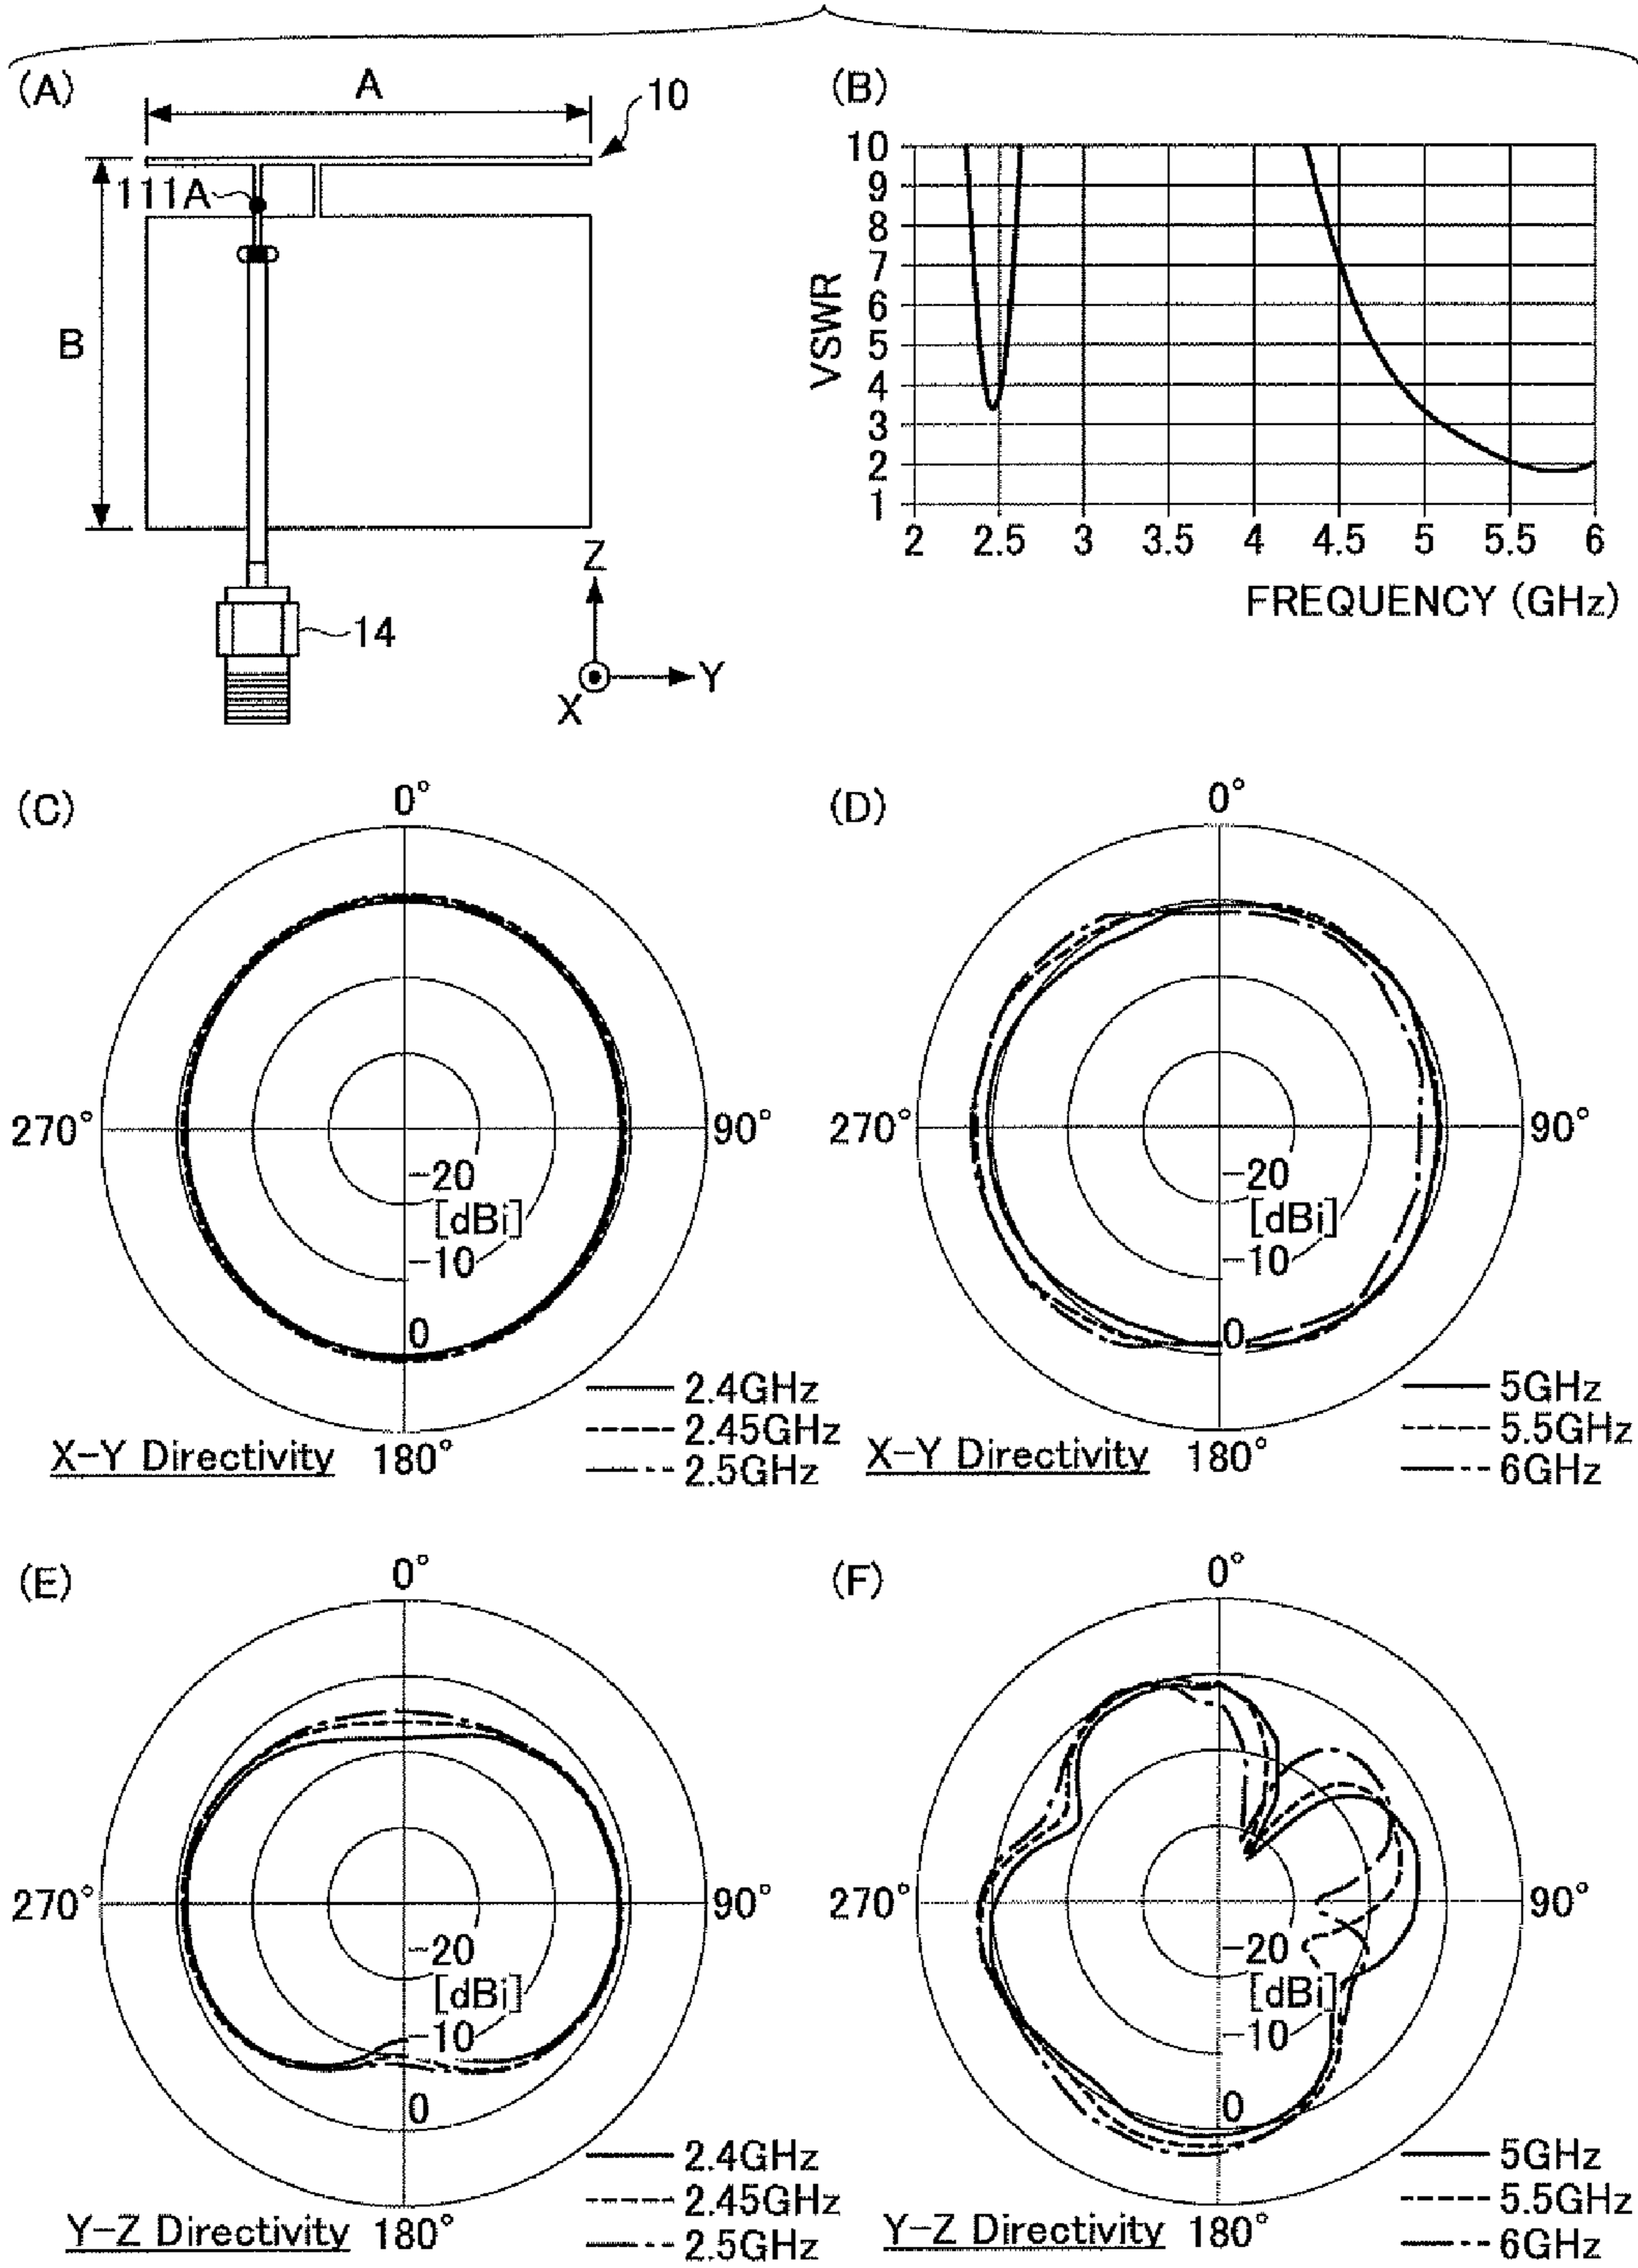 (A)
A
10
111A
B
14
Z
Y
X
(B)
VSWR
10
9
8
7
6
5
4
3
2
1
2 2.5 3 3.5 4 4.5 5 5.5 6
FREQUENCY (GHz)
(C)
0°
270°
90°
-20
[dBi]
-10
0
2.4GHz
2.45GHz
2.5GHz
X-Y Directivity 180°
(D)
0°
270°
90°
-20
[dBi]
-10
0
5GHz
5.5GHz
6GHz
X-Y Directivity 180°
(E)
0°
270°
90°
-20
[dBi]
-10
0
2.4GHz
2.45GHz
2.5GHz
Y-Z Directivity 180°
(F)
0°
270°
90°
-20
[dBi]
-10
0
5GHz
5.5GHz
6GHz
Y-Z Directivity 180°